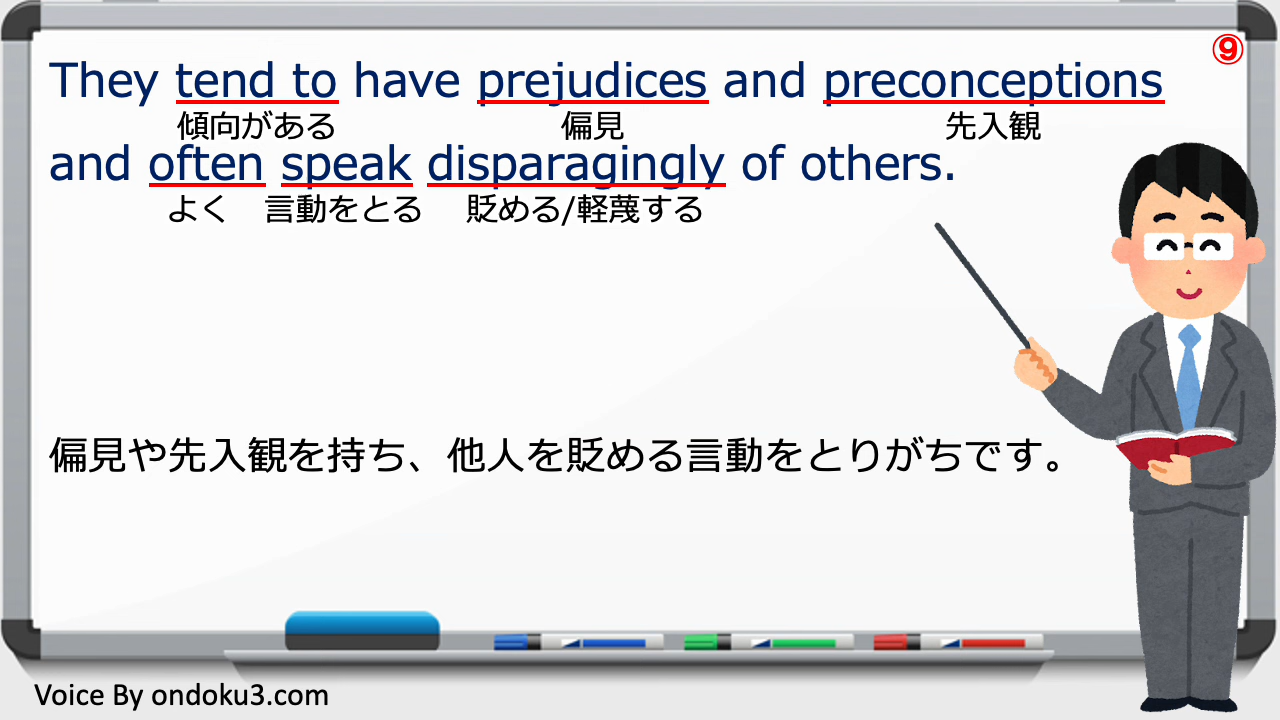 ⑨
They tend to have prejudices and preconceptions
傾向がある 偏見 先入観
and often speak disparagingly of others.
よく 言動をとる 貶める/軽蔑する
偏見や先入観を持ち、他人を貶める言動をとりがちです。
Voice By ondoku3.com